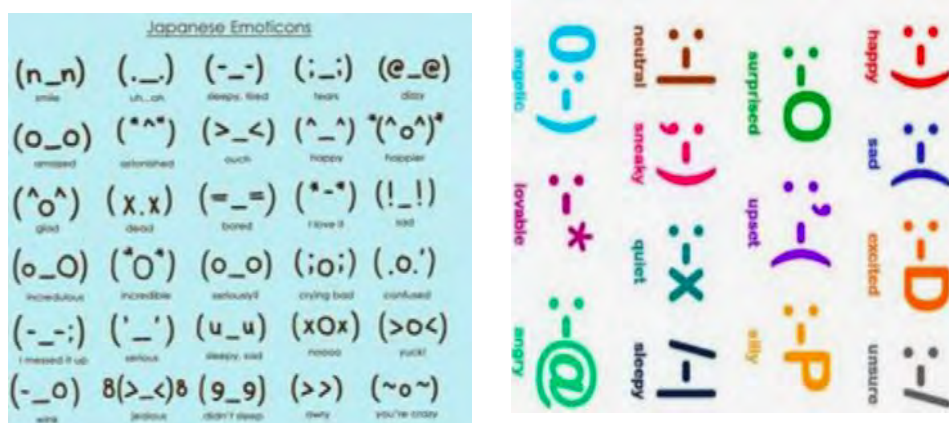 Japanese Emoticons
(n_n) (._.) (-_-) (;_;) (@_@)
smile uh...oh sleepy, tired tears dizzy
(o_o) (*^*) (>_<) (^_^) *(^o^)*
amazed astonished ouch happy happier
(^o^) (x.x) (=_=) (*-*) (!_!)
glad dead bored I love it sad
(o_O) (*O*) (o_o) (;o;) (.o.')
incredulous incredible seriously? crying bad confused
(-_-;) ('_') (u_u) (xOx) (>o<)
I messed it up serious sleepy, sad noooo yuck!
(-_o) 8(>_<)8 (9_9) (>>) (~o~)
wink jealous didn't sleep awry you're crazy
:-) :-( :-D :-/
happy sad excited unsure
:-O :'-( :-P
surprised upset silly
:-| ;-) :-X /-|
neutral sneaky quiet sleepy
O:-) :-* :-@
angelic lovable angry